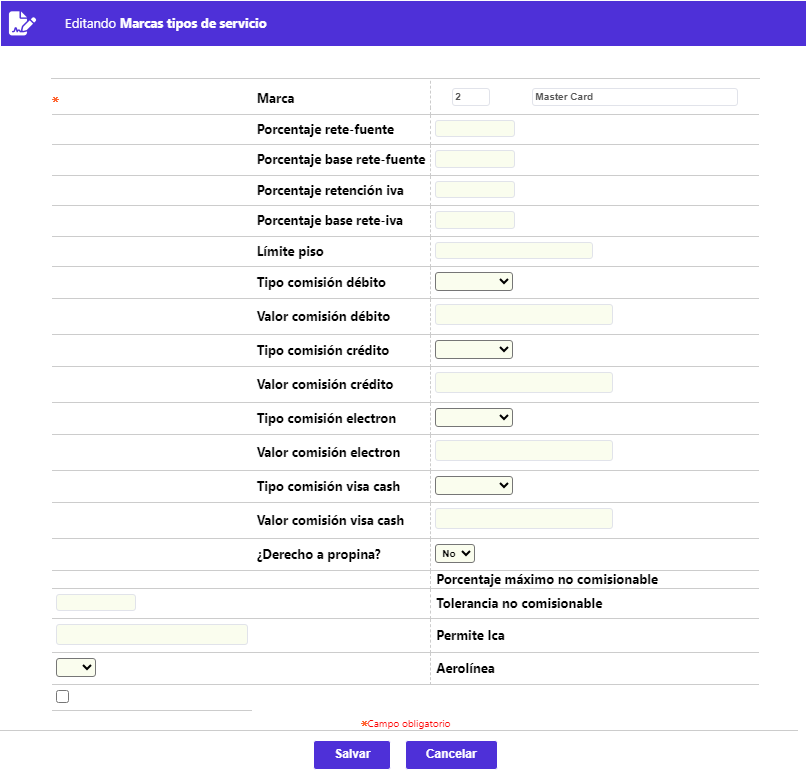 Editando Marcas tipos de servicio
* Marca 2 Master Card
Porcentaje rete-fuente
Porcentaje base rete-fuente
Porcentaje retención iva
Porcentaje base rete-iva
Límite piso
Tipo comisión débito
Valor comisión débito
Tipo comisión crédito
Valor comisión crédito
Tipo comisión electron
Valor comisión electron
Tipo comisión visa cash
Valor comisión visa cash
¿Derecho a propina? No
Porcentaje máximo no comisionable
Tolerancia no comisionable
Permite Ica
Aerolínea
*Campo obligatorio
Salvar Cancelar